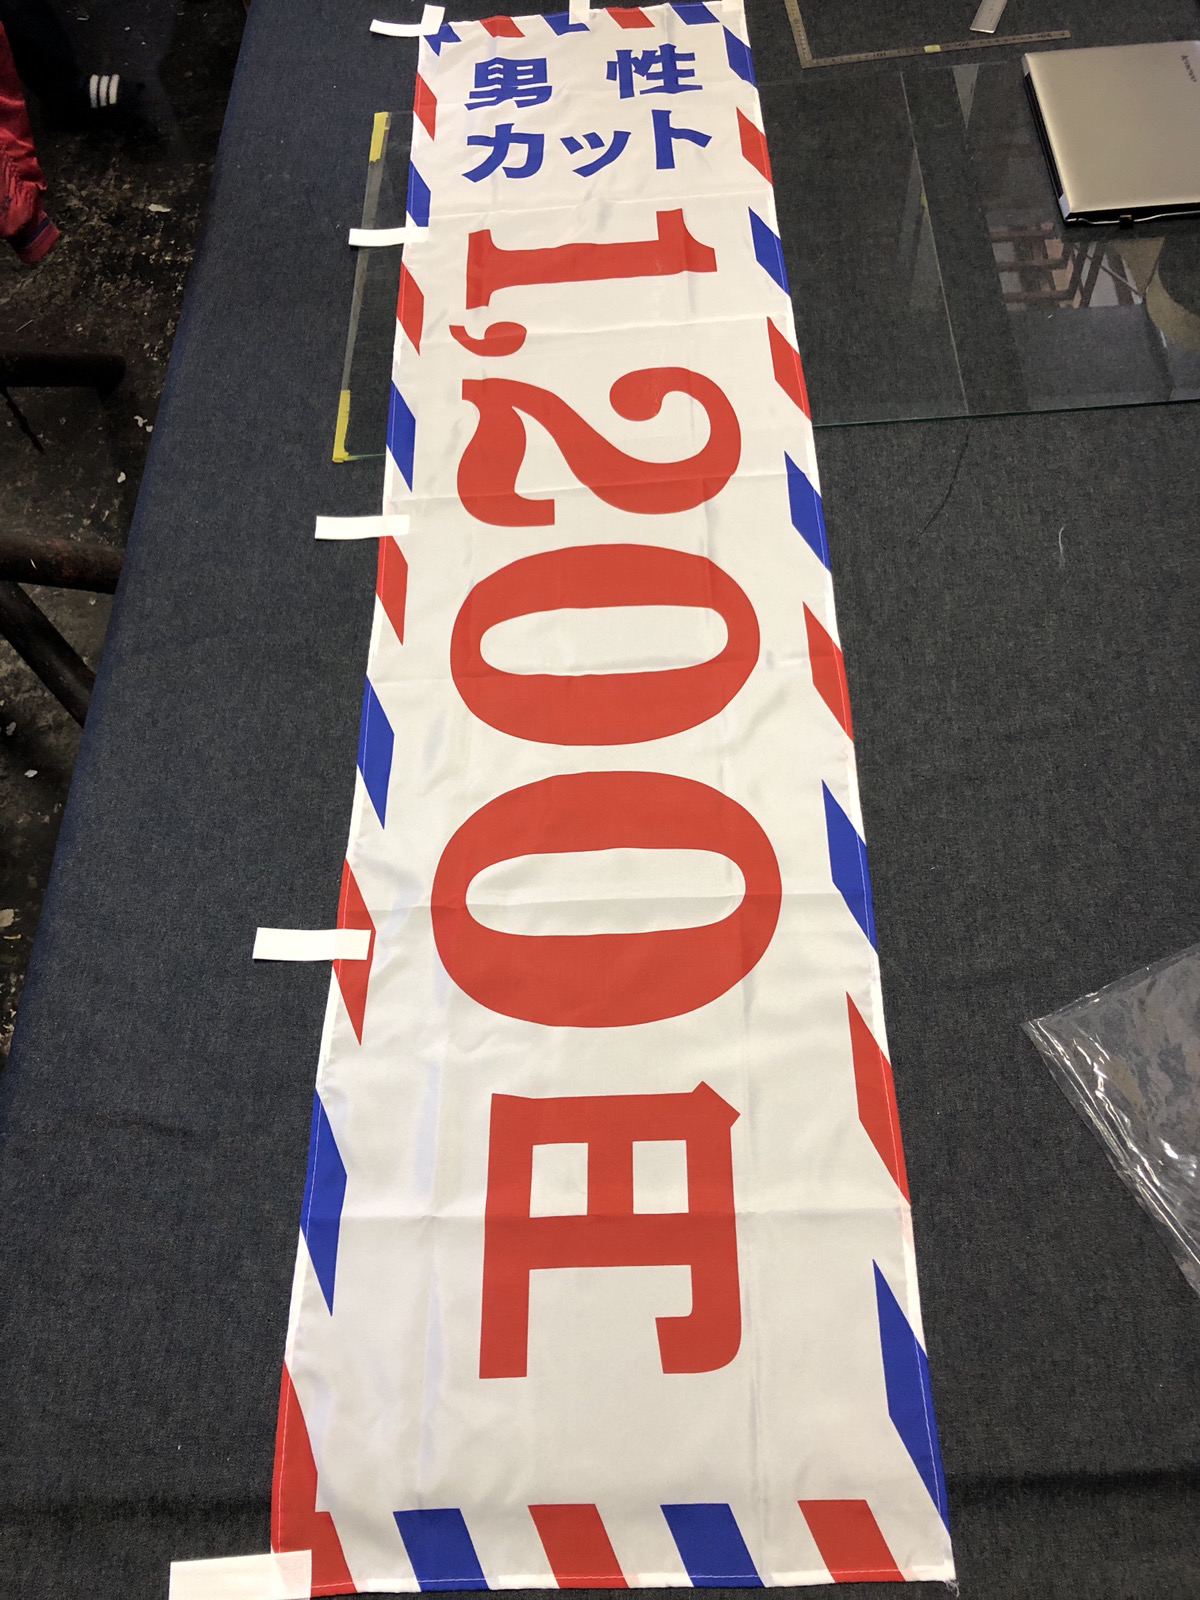 男性
カット
1,200円